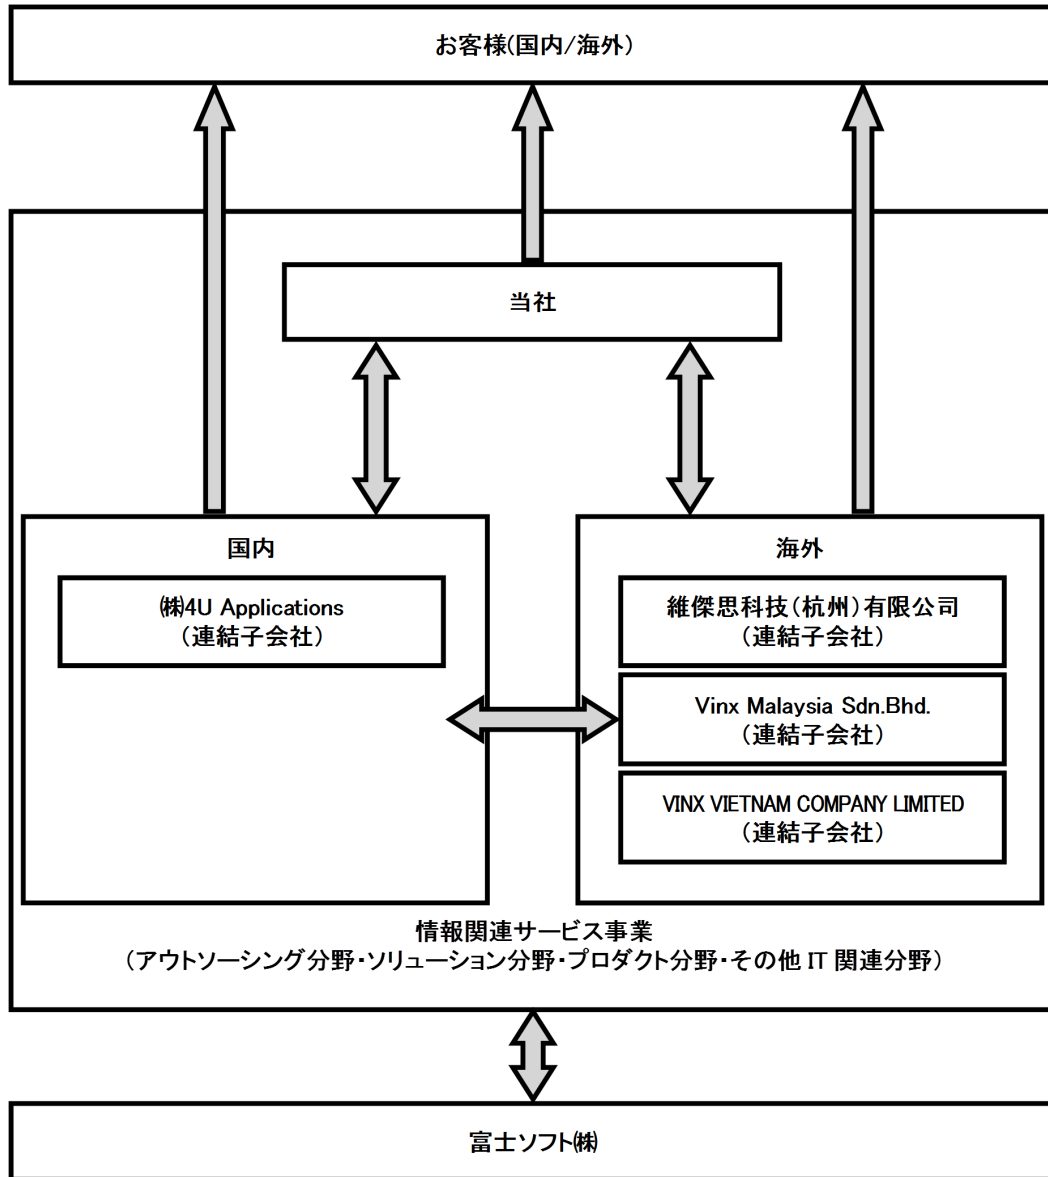 お客様(国内/海外)
当社
国内
㈱4U Applications
（連結子会社）
海外
維傑思科技（杭州）有限公司
（連結子会社）
Vinx Malaysia Sdn.Bhd.
（連結子会社）
VINX VIETNAM COMPANY LIMITED
（連結子会社）
情報関連サービス事業
（アウトソーシング分野・ソリューション分野・プロダクト分野・その他 IT 関連分野）
富士ソフト㈱